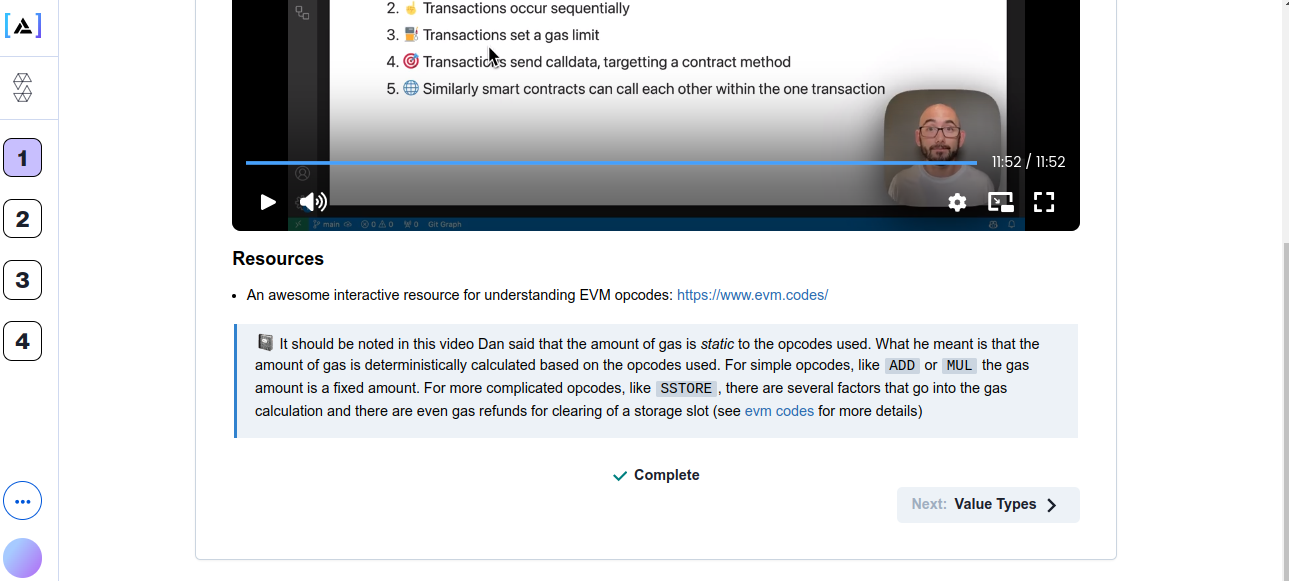 2. Transactions occur sequentially
3. Transactions set a gas limit
4. Transactions send calldata, targetting a contract method
5. Similarly smart contracts can call each other within the one transaction
1
2
3
4
11:52 / 11:52
main
0 0
0
Git Graph
Resources
• An awesome interactive resource for understanding EVM opcodes: https://www.evm.codes/
It should be noted in this video Dan said that the amount of gas is static to the opcodes used. What he meant is that the
amount of gas is deterministically calculated based on the opcodes used. For simple opcodes, like ADD or MUL the gas
amount is a fixed amount. For more complicated opcodes, like SSTORE, there are several factors that go into the gas
calculation and there are even gas refunds for clearing of a storage slot (see evm codes for more details)
Complete
Next: Value Types